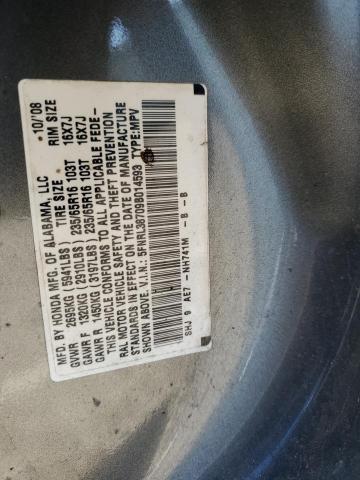 MFD. BY HONDA MFG. OF ALABAMA, LLC 10/'08
TIRE SIZE RIM SIZE
GVWR 2695KG (5941LBS)
GAWR F 1320KG (2910LBS) 235/65R16 103T 16X7J
GAWR R 1450KG (3197LBS) 235/65R16 103T 16X7J
THIS VEHICLE CONFORMS TO ALL APPLICABLE FEDE-
RAL MOTOR VEHICLE SAFETY AND THEFT PREVENTION
STANDARDS IN EFFECT ON THE DATE OF MANUFACTURE
SHOWN ABOVE. V.I.N.: 5FNRL38709B014593 TYPE:MPV
SHJ 9 AE7 -NH741M - B - B